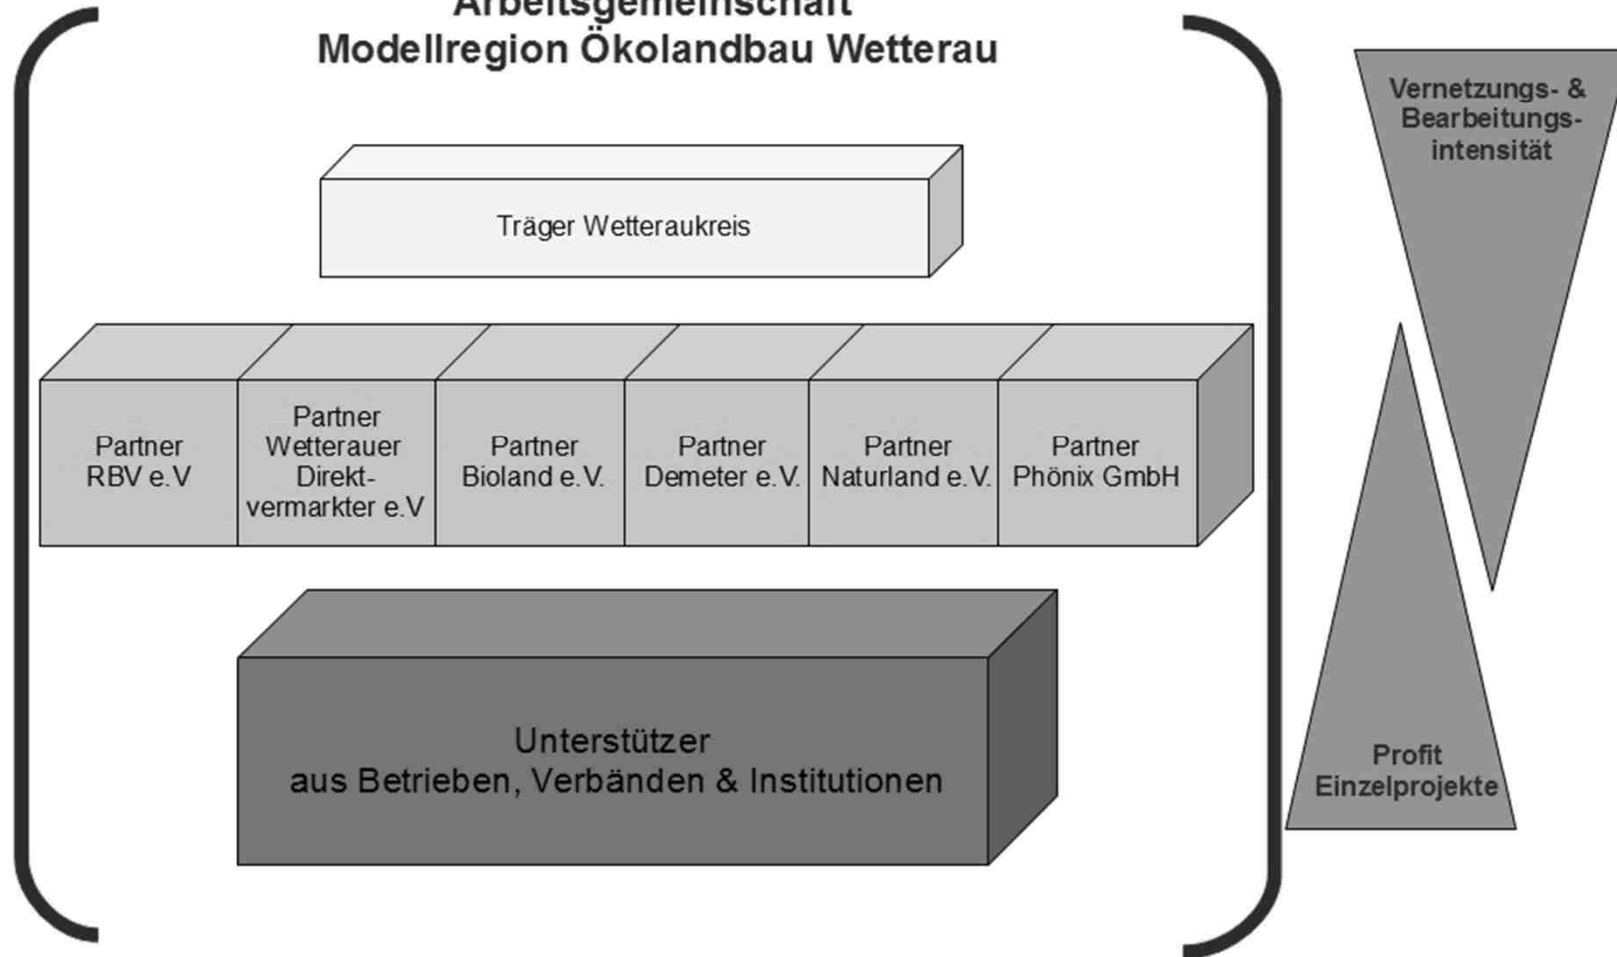 Arbeitsgemeinschaft
Modellregion Ökolandbau Wetterau
Vernetzungs- &
Bearbeitungs-
intensität
Träger Wetteraukreis
Partner
RBV e.V
Partner
Wetterauer
Direkt-
vermarkter e.V
Partner
Bioland e.V.
Partner
Demeter e.V.
Partner
Naturland e.V.
Partner
Phönix GmbH
Unterstützer
aus Betrieben, Verbänden & Institutionen
Profit
Einzelprojekte